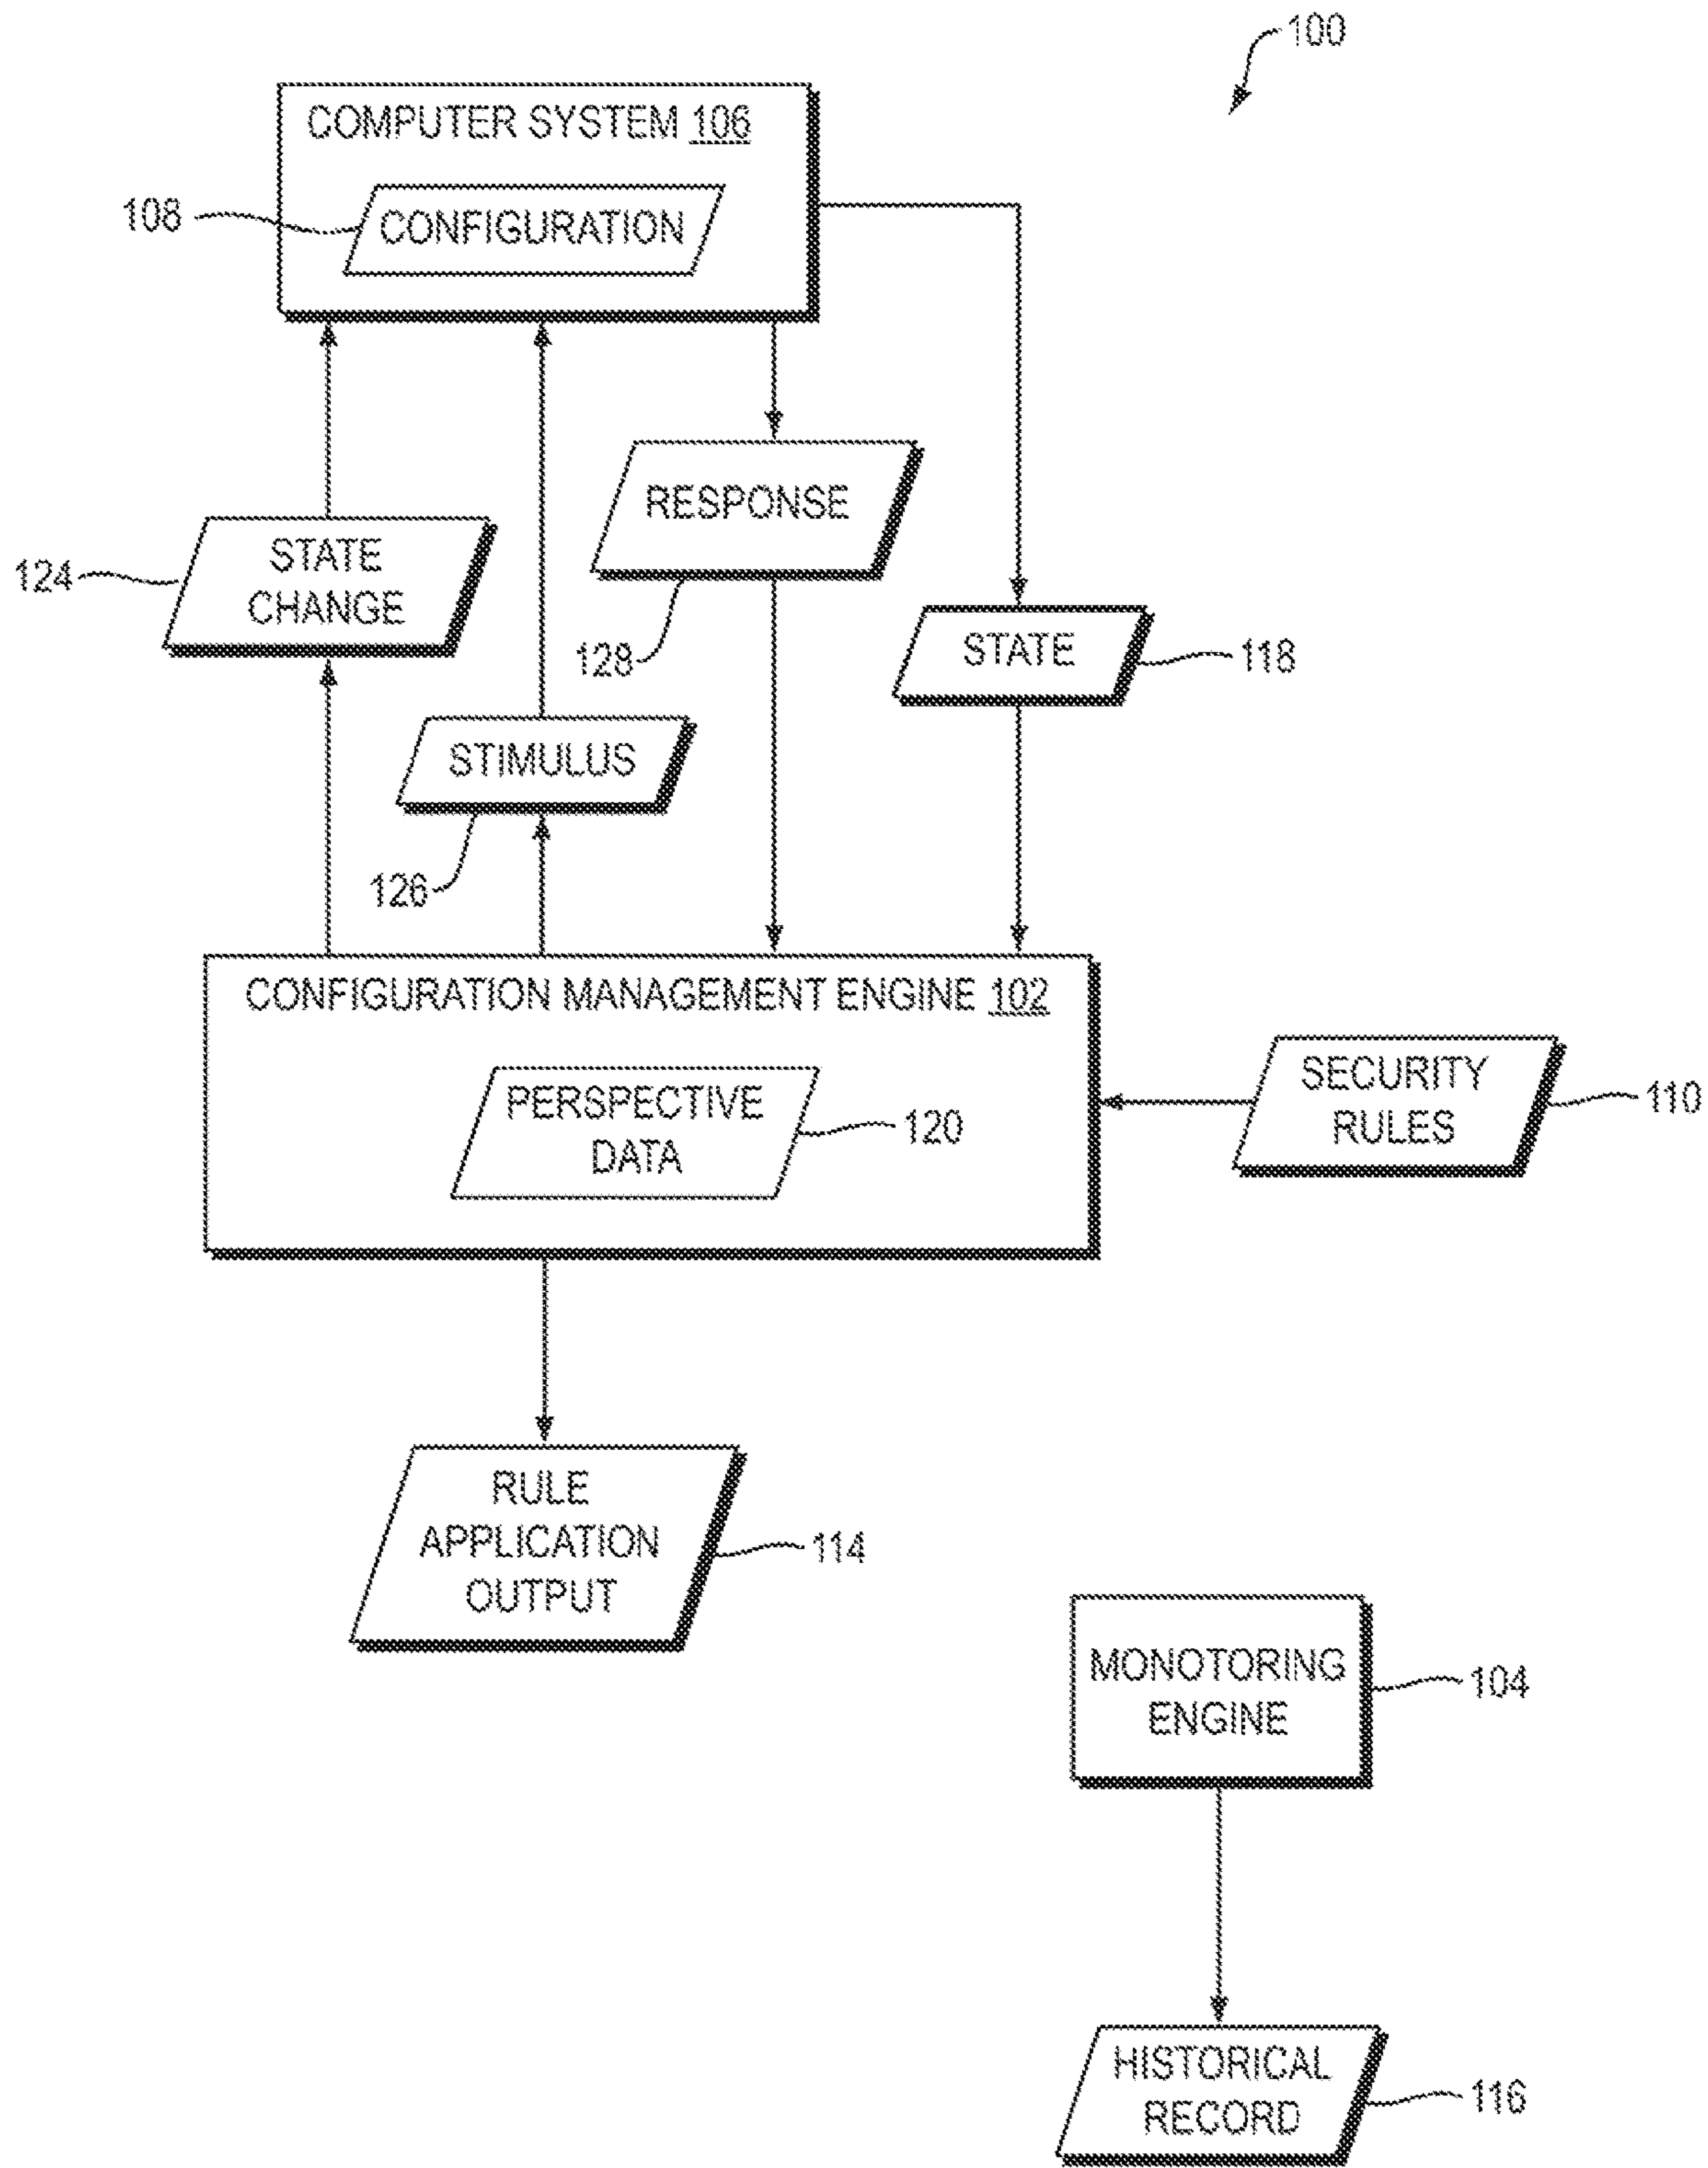 100
COMPUTER SYSTEM 106
108
CONFIGURATION
RESPONSE
STATE
CHANGE
124
128
STATE
118
STIMULUS
126
CONFIGURATION MANAGEMENT ENGINE 102
PERSPECTIVE
DATA
120
SECURITY
RULES
110
RULE
APPLICATION
OUTPUT
114
MONOTORING
ENGINE
104
HISTORICAL
RECORD
116